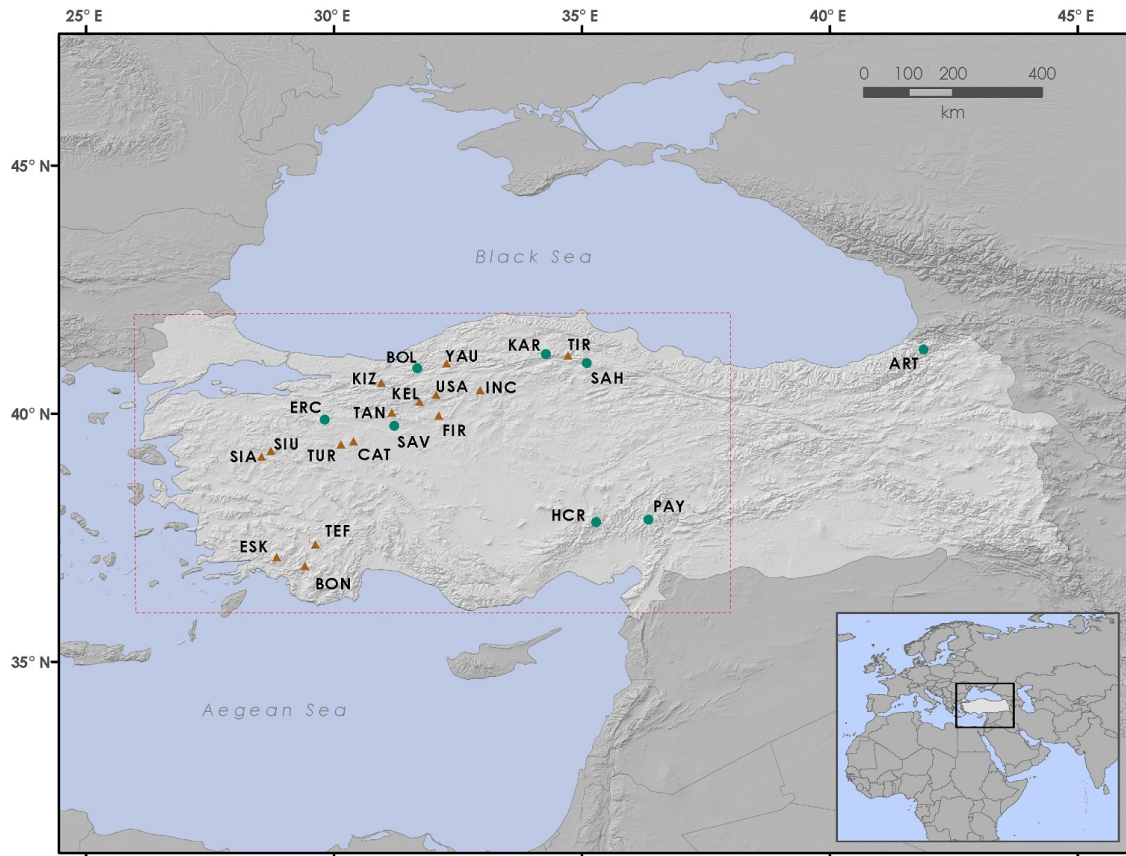 25° E 30° E 35° E 40° E 45° E
0 100 200 400
km
45° N
Black Sea
BOL YAU KAR TIR
ART
KIZ KEL USA INC SAH
40° N
ERC TAN
SIA SIU TUR CAT SAV FIR
HCR PAY
ESK TEF
BON
35° N
Aegean Sea